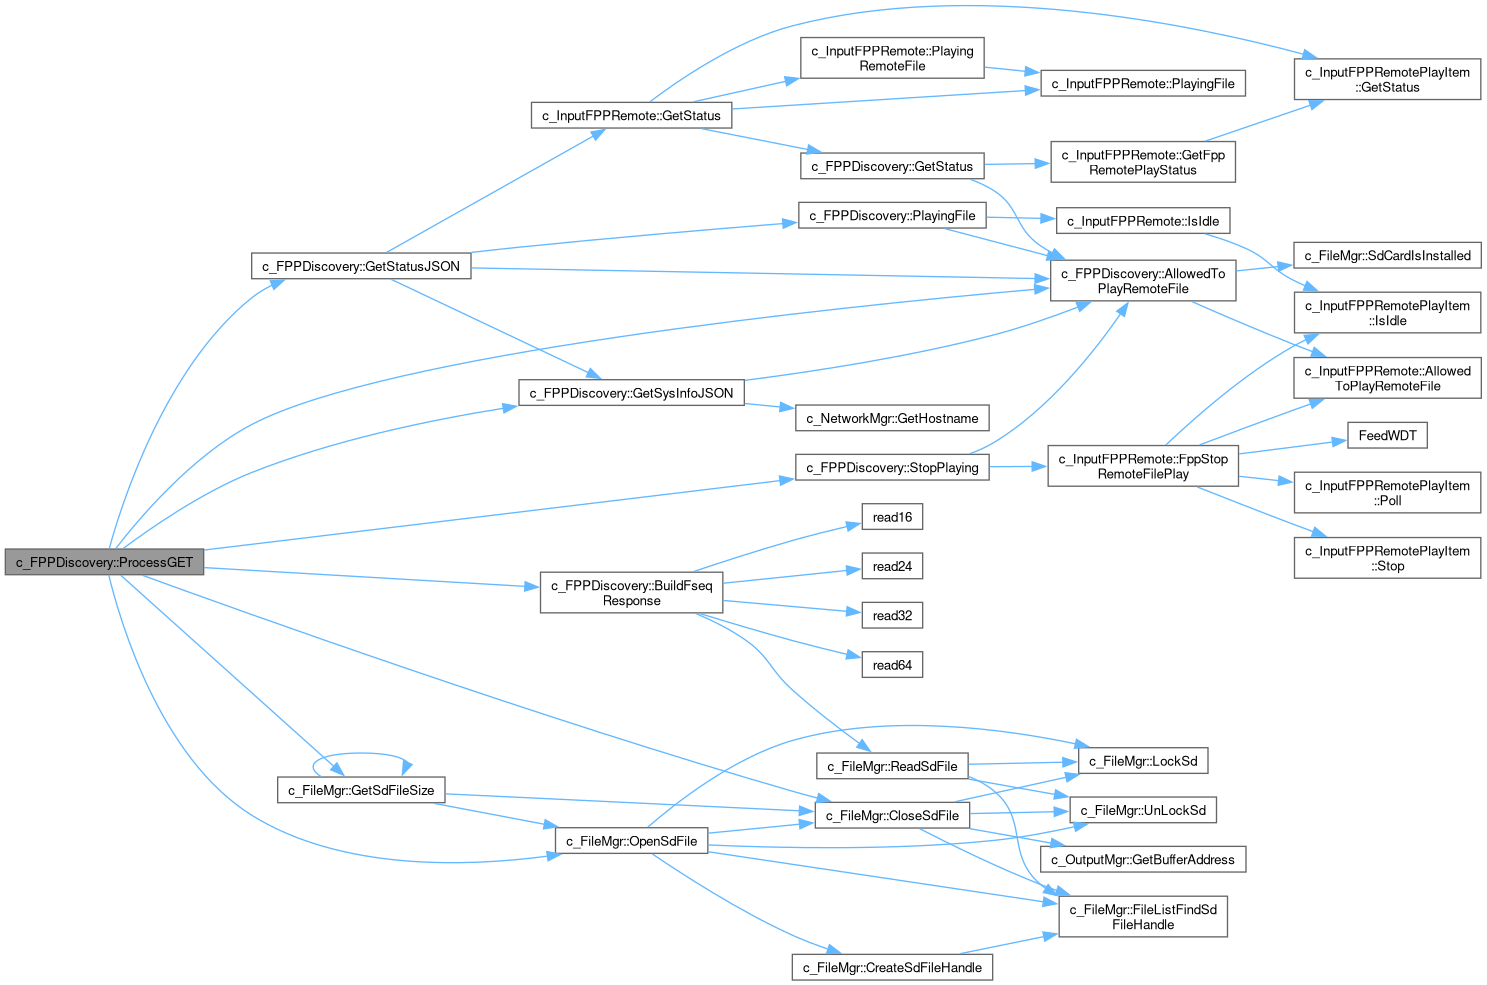 c_FPPDiscovery::ProcessGET
c_FPPDiscovery::GetStatusJSON
c_FileMgr::GetSdFileSize
c_InputFPPRemote::GetStatus
c_FPPDiscovery::GetSysInfoJSON
c_FPPDiscovery::BuildFseq
Response
c_FileMgr::OpenSdFile
c_InputFPPRemote::Playing
RemoteFile
c_FPPDiscovery::GetStatus
c_FPPDiscovery::PlayingFile
c_NetworkMgr::GetHostname
c_FPPDiscovery::StopPlaying
read16
read24
read32
read64
c_FileMgr::ReadSdFile
c_FileMgr::CloseSdFile
c_FileMgr::CreateSdFileHandle
c_InputFPPRemote::PlayingFile
c_InputFPPRemote::GetFpp
RemotePlayStatus
c_InputFPPRemote::IsIdle
c_FPPDiscovery::AllowedTo
PlayRemoteFile
c_InputFPPRemote::FppStop
RemoteFilePlay
c_FileMgr::LockSd
c_FileMgr::UnLockSd
c_OutputMgr::GetBufferAddress
c_FileMgr::FileListFindSd
FileHandle
c_InputFPPRemotePlayItem
::GetStatus
c_FileMgr::SdCardIsInstalled
c_InputFPPRemotePlayItem
::IsIdle
c_InputFPPRemote::Allowed
ToPlayRemoteFile
FeedWDT
c_InputFPPRemotePlayItem
::Poll
c_InputFPPRemotePlayItem
::Stop